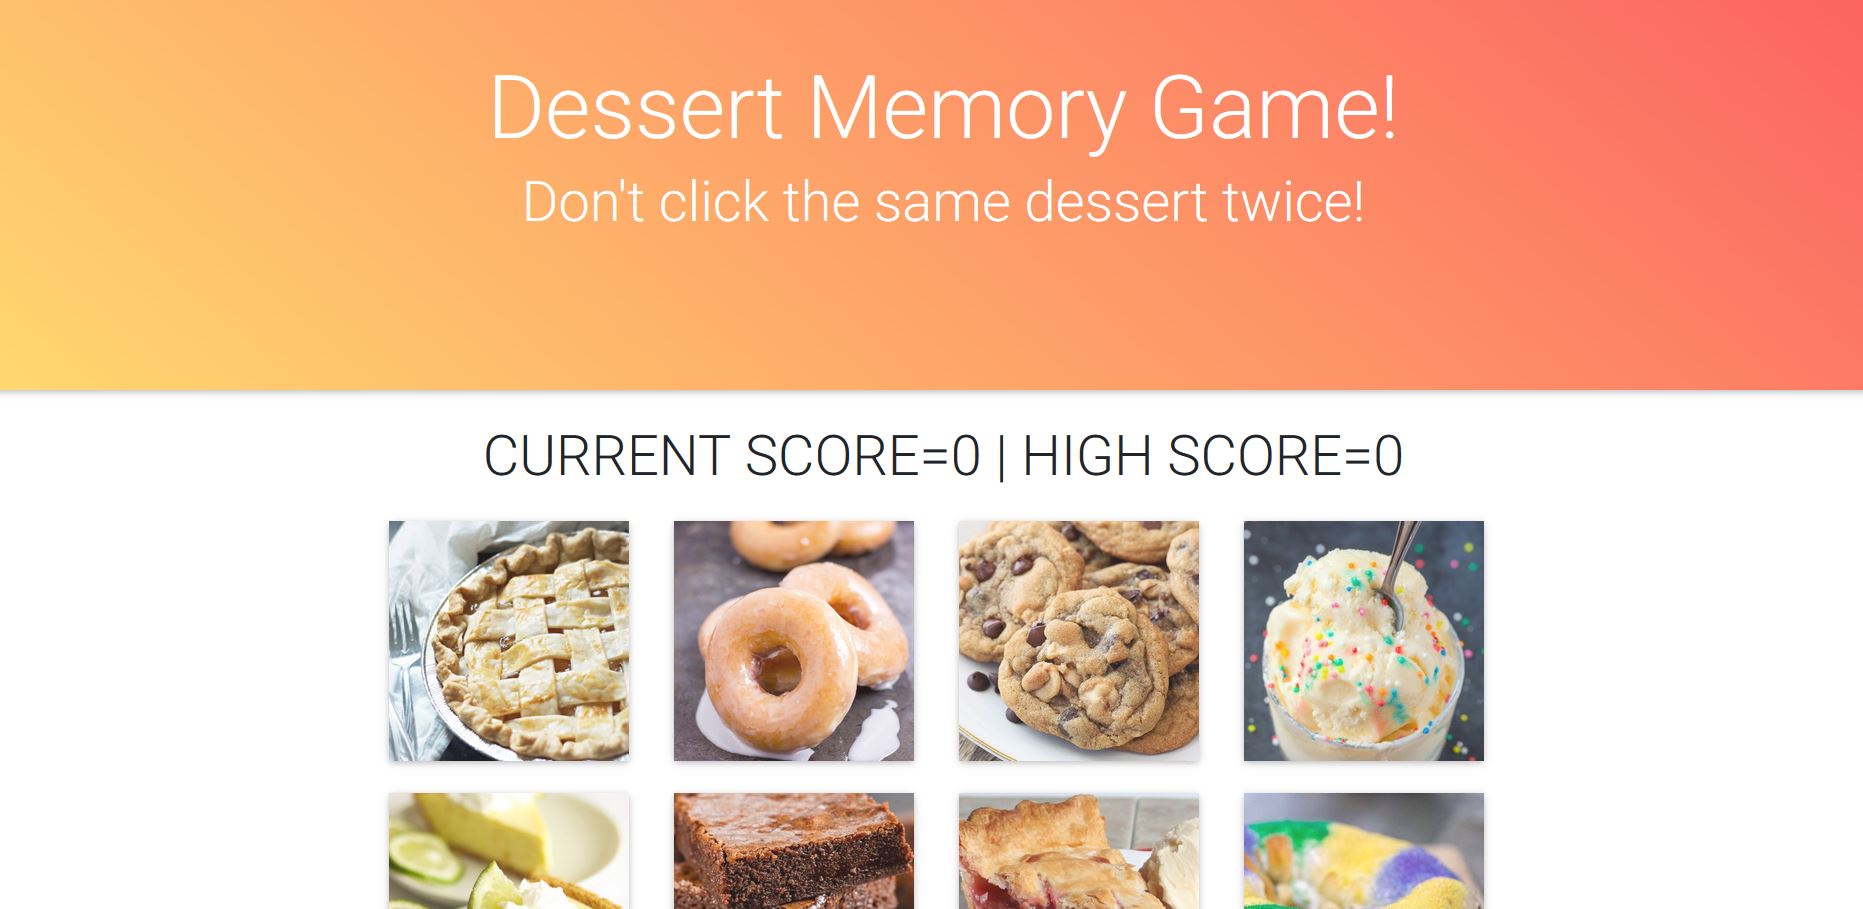 Dessert Memory Game!
Don't click the same dessert twice!
CURRENT SCORE=0 | HIGH SCORE=0